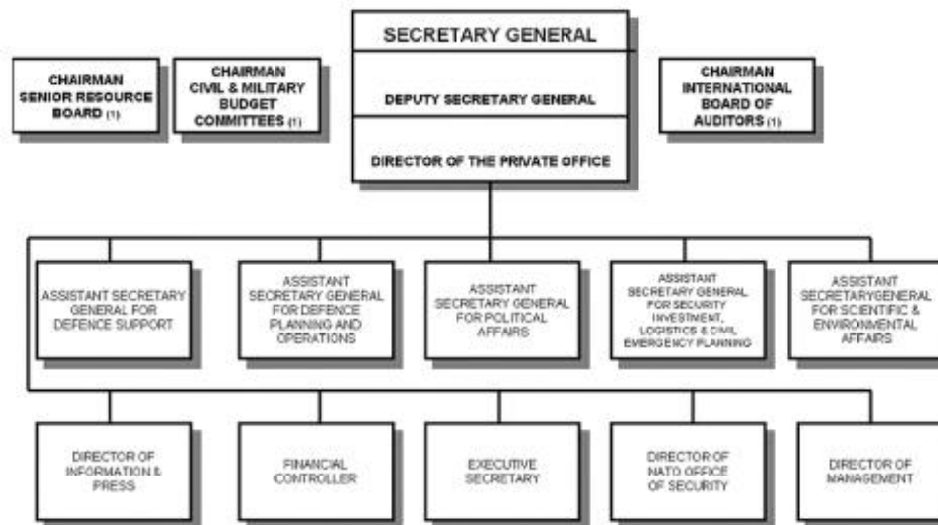 SECRETARY GENERAL
DEPUTY SECRETARY GENERAL
DIRECTOR OF THE PRIVATE OFFICE
CHAIRMAN
SENIOR RESOURCE
BOARD (1)
CHAIRMAN
CIVIL & MILITARY
BUDGET
COMMITTEES (1)
CHAIRMAN
INTERNATIONAL
BOARD OF
AUDITORS (1)
ASSISTANT SECRETARY
GENERAL FOR
DEFENCE SUPPORT
ASSISTANT
SECRETARY GENERAL
FOR DEFENCE
PLANNING AND
OPERATIONS
ASSISTANT
SECRETARY GENERAL
FOR POLITICAL
AFFAIRS
ASSISTANT
SECRETARY GENERAL
FOR SECURITY
INVESTMENT,
LOGISTICS & CIVIL
EMERGENCY PLANNING
ASSISTANT
SECRETARYGENERAL
FOR SCIENTIFIC &
ENVIRONMENTAL
AFFAIRS
DIRECTOR OF
INFORMATION &
PRESS
FINANCIAL
CONTROLLER
EXECUTIVE
SECRETARY
DIRECTOR OF
NATO OFFICE
OF SECURITY
DIRECTOR OF
MANAGEMENT